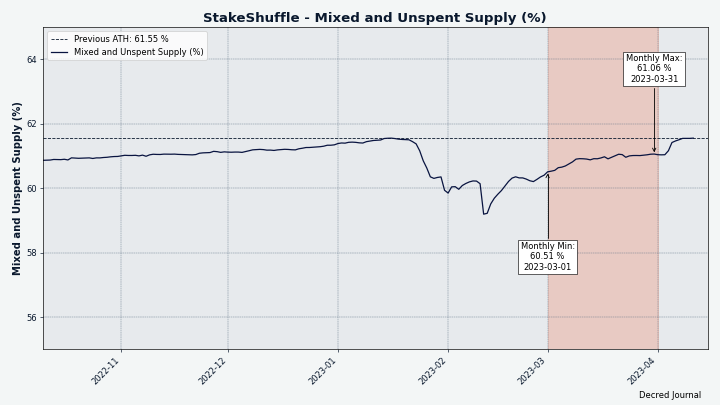 StakeShuffle - Mixed and Unspent Supply (%)
Previous ATH: 61.55 %
Mixed and Unspent Supply (%)
Monthly Max:
61.06 %
2023-03-31
Monthly Min:
60.51 %
2023-03-01
Mixed and Unspent Supply (%)
64
62
60
58
56
2022-11
2022-12
2023-01
2023-02
2023-03
2023-04
Decred Journal